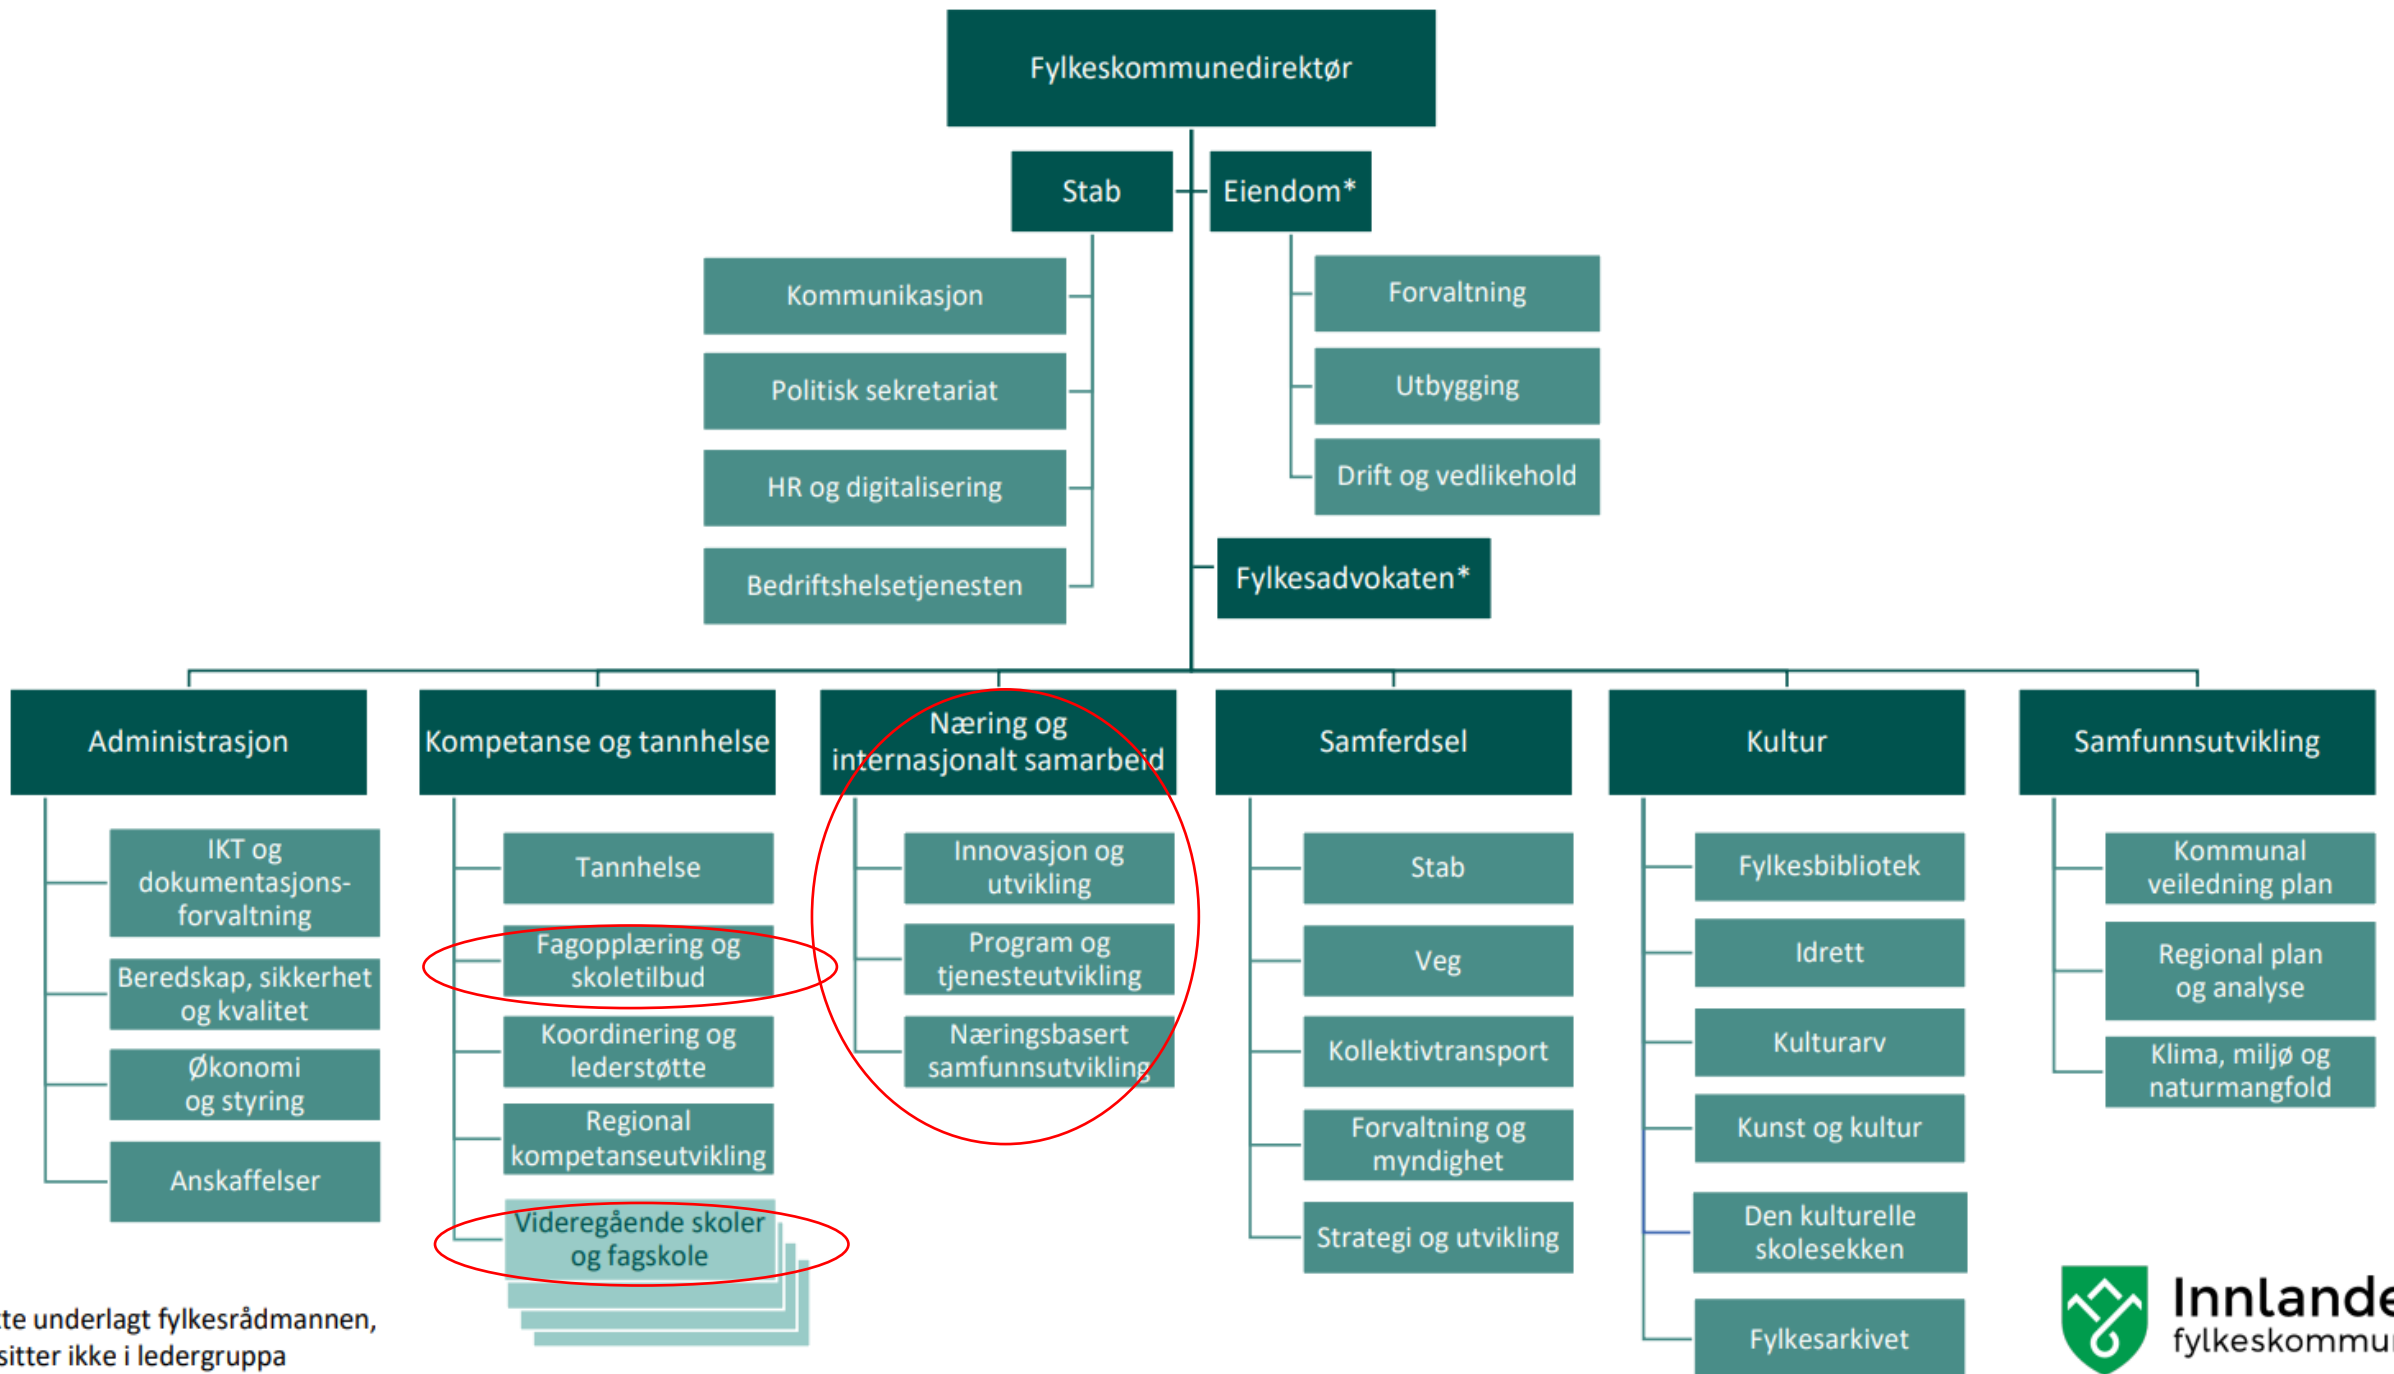 Fylkeskommunedirektør
Stab
Eiendom*
Kommunikasjon
Politisk sekretariat
HR og digitalisering
Bedriftshelsetjenesten
Forvaltning
Utbygging
Drift og vedlikehold
Fylkesadvokaten*
Administrasjon
IKT og
dokumentasjons-
forvaltning
Beredskap, sikkerhet
og kvalitet
Økonomi
og styring
Anskaffelser
Kompetanse og tannhelse
Tannhelse
Fagopplæring og
skoletilbud
Koordinering og
lederstøtte
Regional
kompetanseutvikling
Videregående skoler
og fagskole
Næring og
internasjonalt samarbeid
Innovasjon og
utvikling
Program og
tjenesteutvikling
Næringsbasert
samfunnsutvikling
Samferdsel
Stab
Veg
Kollektivtransport
Forvaltning og
myndighet
Strategi og utvikling
Kultur
Fylkesbibliotek
Idrett
Kulturarv
Kunst og kultur
Den kulturelle
skolesekken
Fylkesarkivet
Samfunnsutvikling
Kommunal
veiledning plan
Regional plan
og analyse
Klima, miljø og
naturmangfold
underlagt fylkesrådmannen,
sitter ikke i ledergruppa
Innlande
fylkeskommu